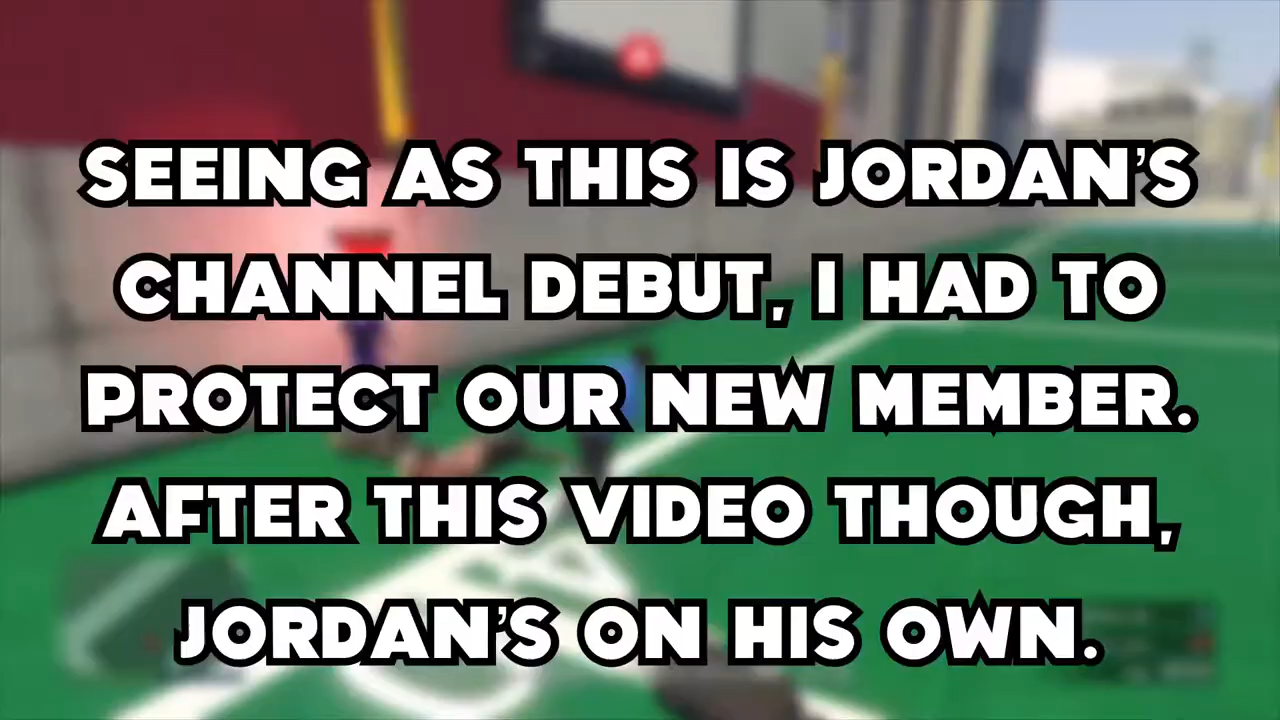 SEEING AS THIS IS JORDAN'S
CHANNEL DEBUT, I HAD TO
PROTECT OUR NEW MEMBER.
AFTER THIS VIDEO THOUGH,
JORDAN'S ON HIS OWN.